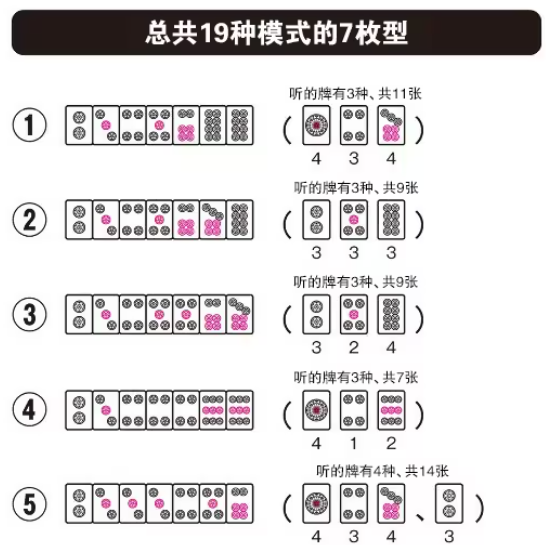 总共19种模式的7枚型
听的牌有3种、共11张
1
( )
4 3 4
听的牌有3种、共9张
2
( )
3 3 3
听的牌有3种、共9张
3
( )
3 2 4
听的牌有3种、共7张
4
( )
4 1 2
听的牌有4种、共14张
5
( 、 )
4 3 4 3